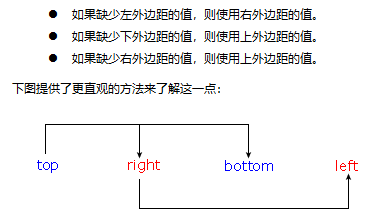 ● 如果缺少左外边距的值，则使用右外边距的值。
● 如果缺少下外边距的值，则使用上外边距的值。
● 如果缺少右外边距的值，则使用上外边距的值。
下图提供了更直观的方法来了解这一点：
top right bottom left